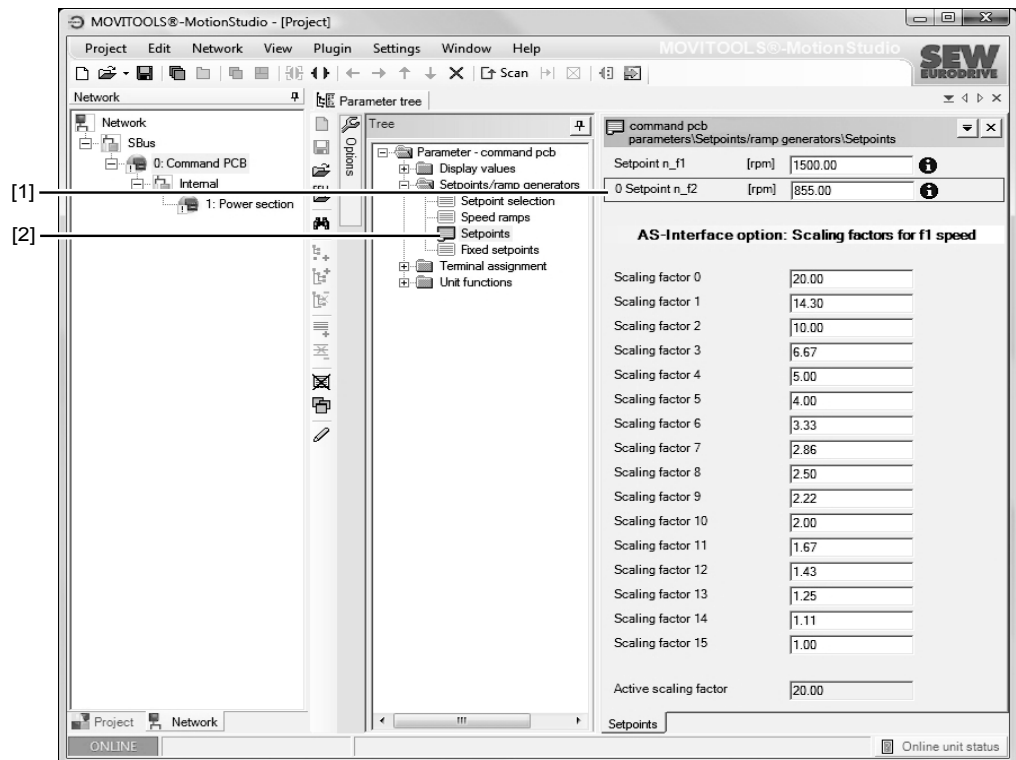 MOVITOOLS®-MotionStudio - [Project]
Project Edit Network View Plugin Settings Window Help
MOVITOOLS®-MotionStudio
SEW
EURODRIVE
Scan
Network
Parameter tree
Network
SBus
0: Command PCB
Internal
1: Power section
Options
Tree
Parameter - command pcb
Display values
Setpoints/ramp generators
Setpoint selection
Speed ramps
Setpoints
Fixed setpoints
Terminal assignment
Unit functions
[1]
[2]
command pcb
parameters\Setpoints/ramp generators\Setpoints
Setpoint n_f1 [rpm] 1500.00
0 Setpoint n_f2 [rpm] 855.00
AS-Interface option: Scaling factors for f1 speed
Scaling factor 0 20.00
Scaling factor 1 14.30
Scaling factor 2 10.00
Scaling factor 3 6.67
Scaling factor 4 5.00
Scaling factor 5 4.00
Scaling factor 6 3.33
Scaling factor 7 2.86
Scaling factor 8 2.50
Scaling factor 9 2.22
Scaling factor 10 2.00
Scaling factor 11 1.67
Scaling factor 12 1.43
Scaling factor 13 1.25
Scaling factor 14 1.11
Scaling factor 15 1.00
Active scaling factor 20.00
Project Network
Setpoints
ONLINE
Online unit status